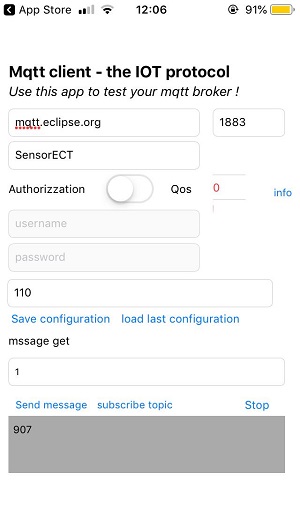 App Store 12:06 91%
Mqtt client - the IOT protocol
Use this app to test your mqtt broker !
mqtt.eclipse.org 1883
SensorECT
Authorizzation Qos 0 info
username
password
110
Save configuration load last configuration
mssage get
1
Send message subscribe topic Stop
907